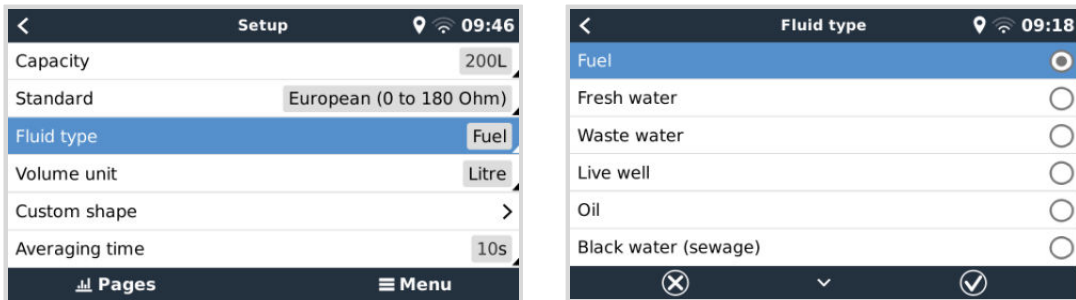 Setup 09:46
Capacity 200L
Standard European (0 to 180 Ohm)
Fluid type Fuel
Volume unit Litre
Custom shape
Averaging time 10s
Pages Menu
Fluid type 09:18
Fuel
Fresh water
Waste water
Live well
Oil
Black water (sewage)